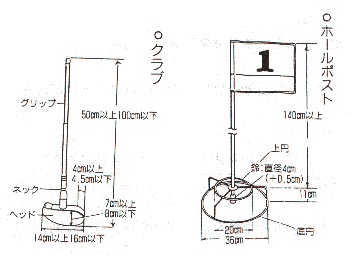 ○クラブ
グリップ
50cm以上100cm以下
4cm以上
4.5cm以下
ネック
ヘッド
7cm以上
8cm以下
14cm以上16cm以下
○ホールポスト
1
140cm以上
上円
鈴:直径4cm
(±0.5cm)
11cm
20cm
36cm
底円